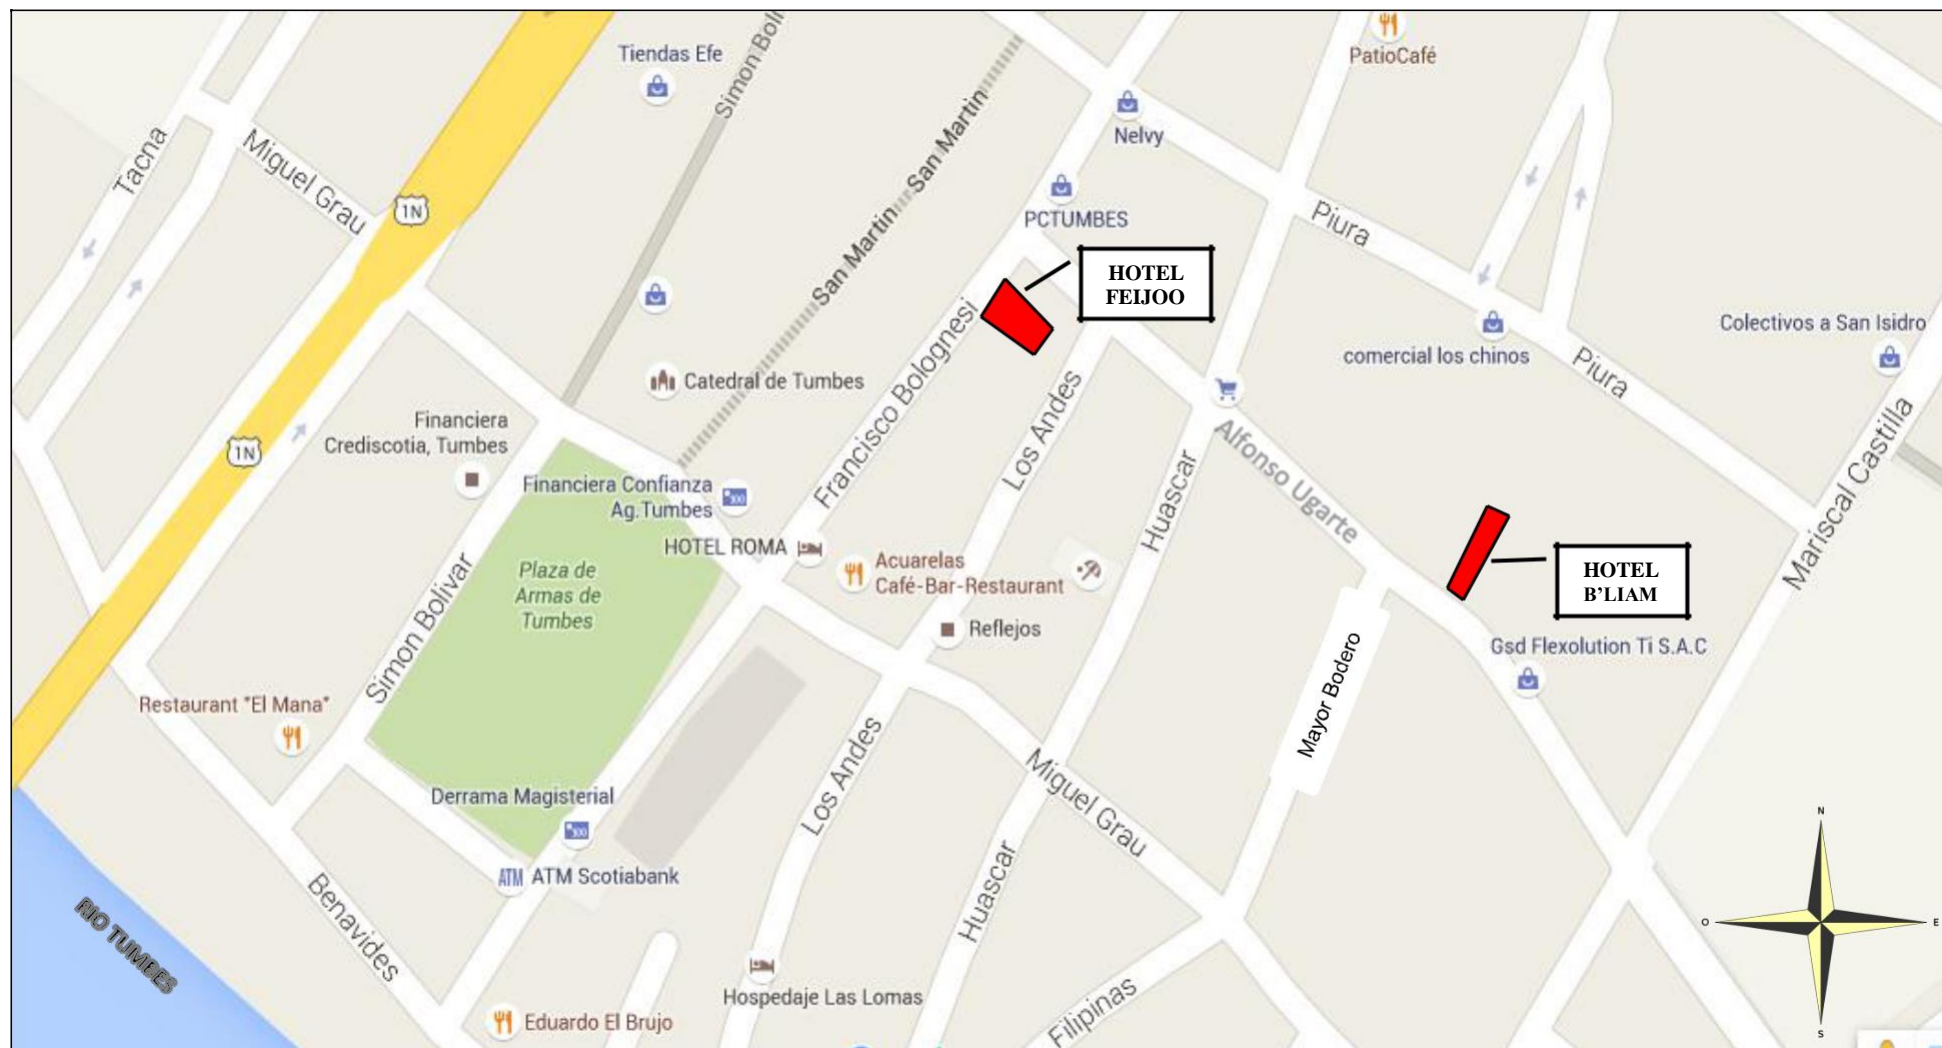 Tiendas Efe
Simon Boli
PatioCafé
Tacna
Miguel Grau
1N
San Martin
San Martin
Nelvy
PCTUMBES
Piura
HOTEL
FEIJOO
Colectivos a San Isidro
comercial los chinos
Piura
Catedral de Tumbes
Francisco Bolognesi
Los Andes
Financiera
Crediscotia, Tumbes
1N
Alfonso Ugarte
Mariscal Castilla
Huascar
Financiera Confianza
Ag.Tumbes
HOTEL ROMA
Acuarelas
Café-Bar-Restaurant
Plaza de
Armas de
Tumbes
HOTEL
B'LIAM
Simon Bolivar
Reflejos
Gsd Flexolution Ti S.A.C
Mayor Bodero
Restaurant "El Mana"
Los Andes
Miguel Grau
Derrama Magisterial
ATM
ATM Scotiabank
Huascar
Benavides
RIO TUMBES
Hospedaje Las Lomas
Eduardo El Brujo
Filipinas
N
O
E
S